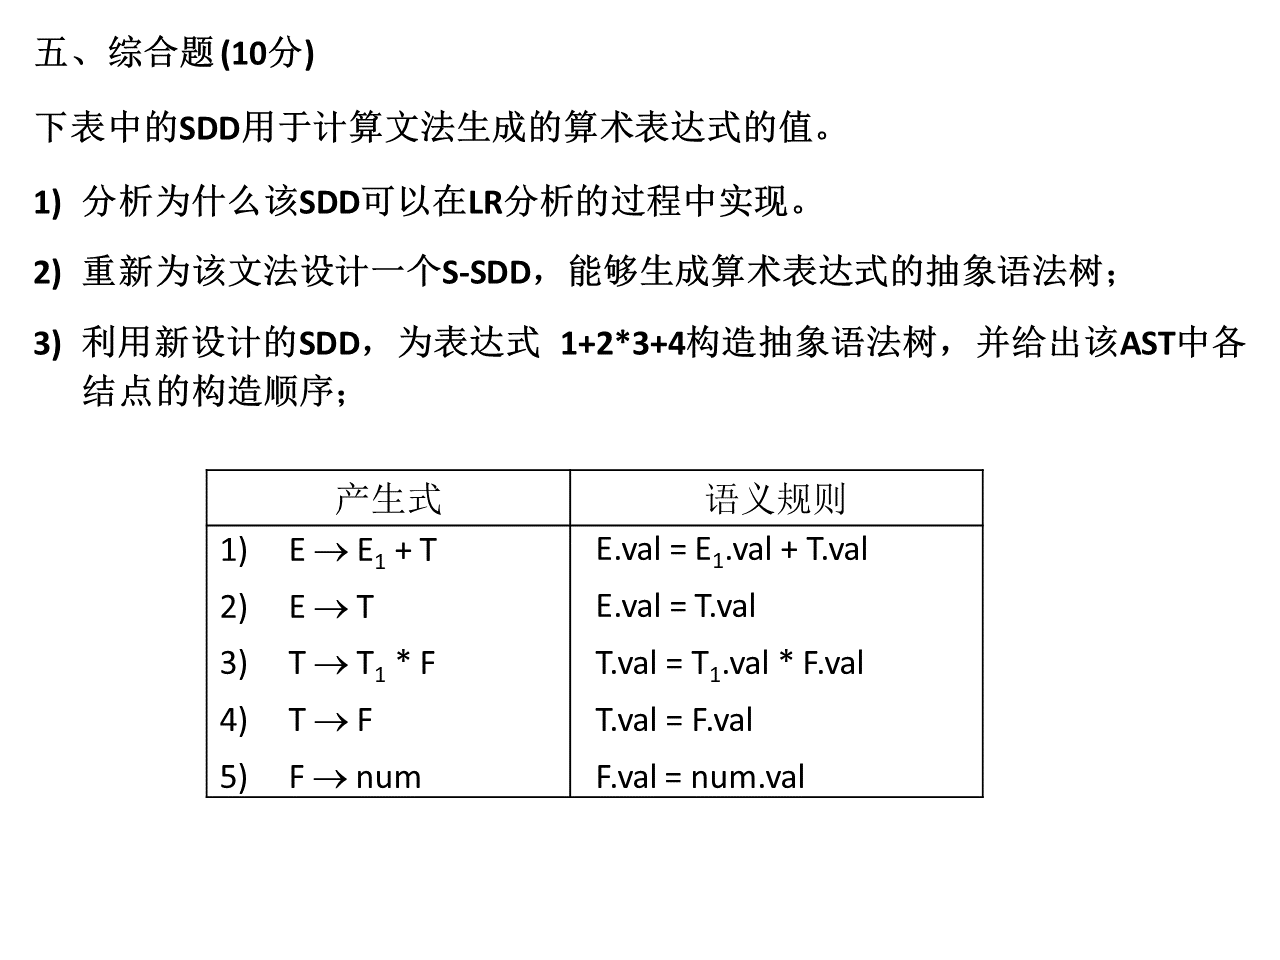 五、综合题 (10分)
下表中的SDD用于计算文法生成的算术表达式的值。
1) 分析为什么该SDD可以在LR分析的过程中实现。
2) 重新为该文法设计一个S-SDD，能够生成算术表达式的抽象语法树；
3) 利用新设计的SDD，为表达式 1+2*3+4构造抽象语法树，并给出该AST中各
结点的构造顺序；
产生式 语义规则
1) E → E₁ + T E.val = E₁.val + T.val
2) E → T E.val = T.val
3) T → T₁ * F T.val = T₁.val * F.val
4) T → F T.val = F.val
5) F → num F.val = num.val